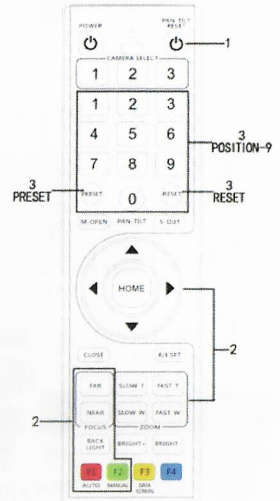 POWER
PAN-TILT
RESET
1
CAMERA SELECT
1 2 3
1 2 3
4 5 6
7 8 9
3
POSITION-9
3
PRESET
PRESET 0 RESET
3
RESET
M-OPEN PAN-TILT S-OUT
HOME
2
CLOSE
FAR SLOW T FAST T
NEAR SLOW W FAST W
FOCUS ZOOM
2
BACK
LIGHT
BRIGHT- BRIGHT
F1 F2 F3 F4
AUTO MANUAL